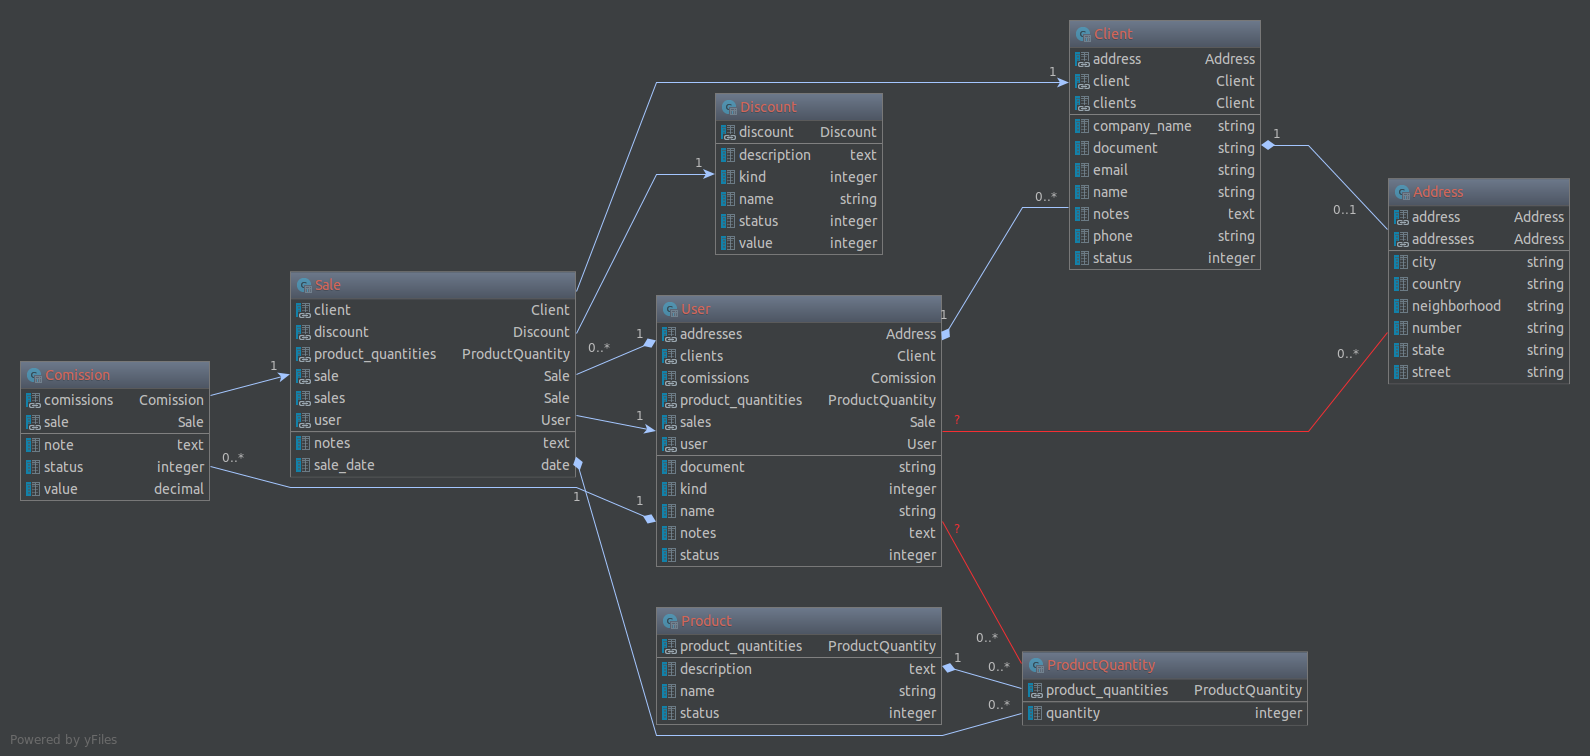 Client
address Address
client Client
clients Client
company_name string
document string
email string
name string
notes text
phone string
status integer
1
1
0..*
0..1
Discount
discount Discount
description text
kind integer
name string
status integer
value integer
1
Address
address Address
addresses Address
city string
country string
neighborhood string
number string
state string
street string
0..*
Sale
client Client
discount Discount
product_quantities ProductQuantity
sale Sale
sales Sale
user User
notes text
sale_date date
0..*
1
1
1
1
User
addresses Address
clients Client
comissions Comission
product_quantities ProductQuantity
sales Sale
user User
document string
kind integer
name string
notes text
status integer
1
?
?
Comission
comissions Comission
sale Sale
note text
status integer
value decimal
1
0..*
Product
product_quantities ProductQuantity
description text
name string
status integer
0..*
1
0..*
0..*
ProductQuantity
product_quantities ProductQuantity
quantity integer
Powered by yFiles